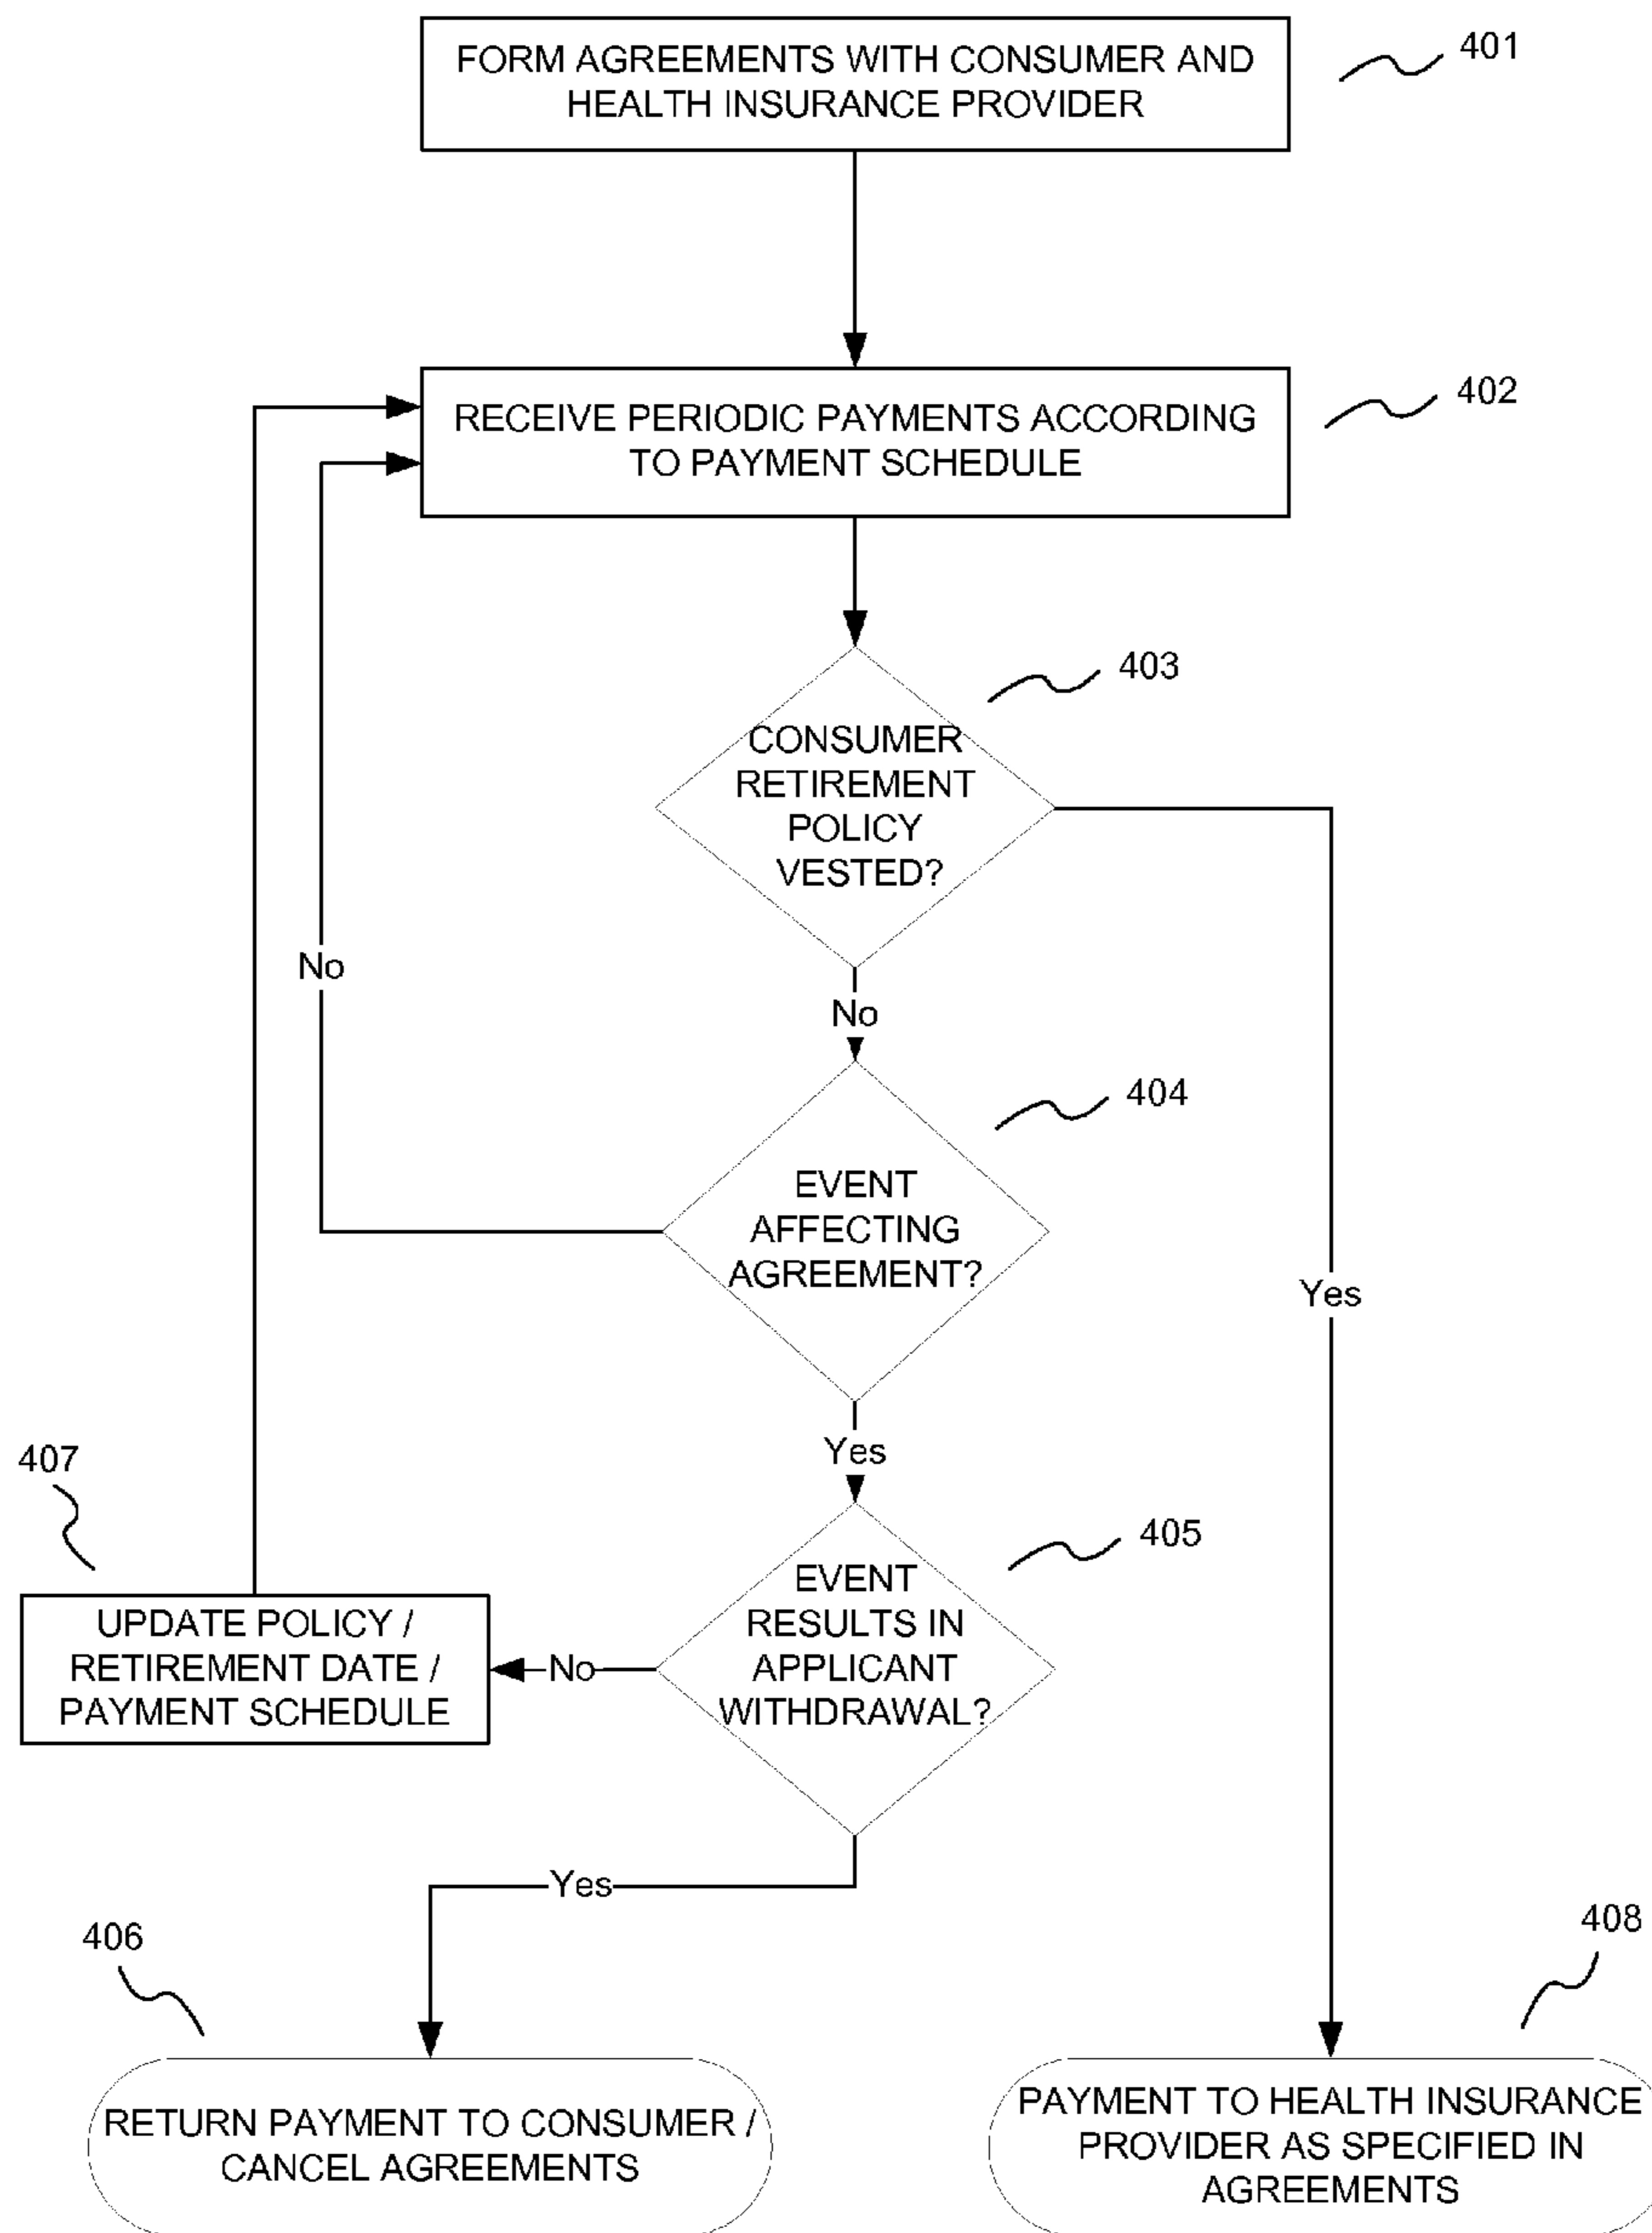 FORM AGREEMENTS WITH CONSUMER AND
HEALTH INSURANCE PROVIDER
401
RECEIVE PERIODIC PAYMENTS ACCORDING
TO PAYMENT SCHEDULE
402
CONSUMER
RETIREMENT
POLICY
VESTED?
403
No
No
EVENT
AFFECTING
AGREEMENT?
404
Yes
Yes
EVENT
RESULTS IN
APPLICANT
WITHDRAWAL?
405
No
407
UPDATE POLICY /
RETIREMENT DATE /
PAYMENT SCHEDULE
Yes
406
RETURN PAYMENT TO CONSUMER /
CANCEL AGREEMENTS
408
PAYMENT TO HEALTH INSURANCE
PROVIDER AS SPECIFIED IN
AGREEMENTS